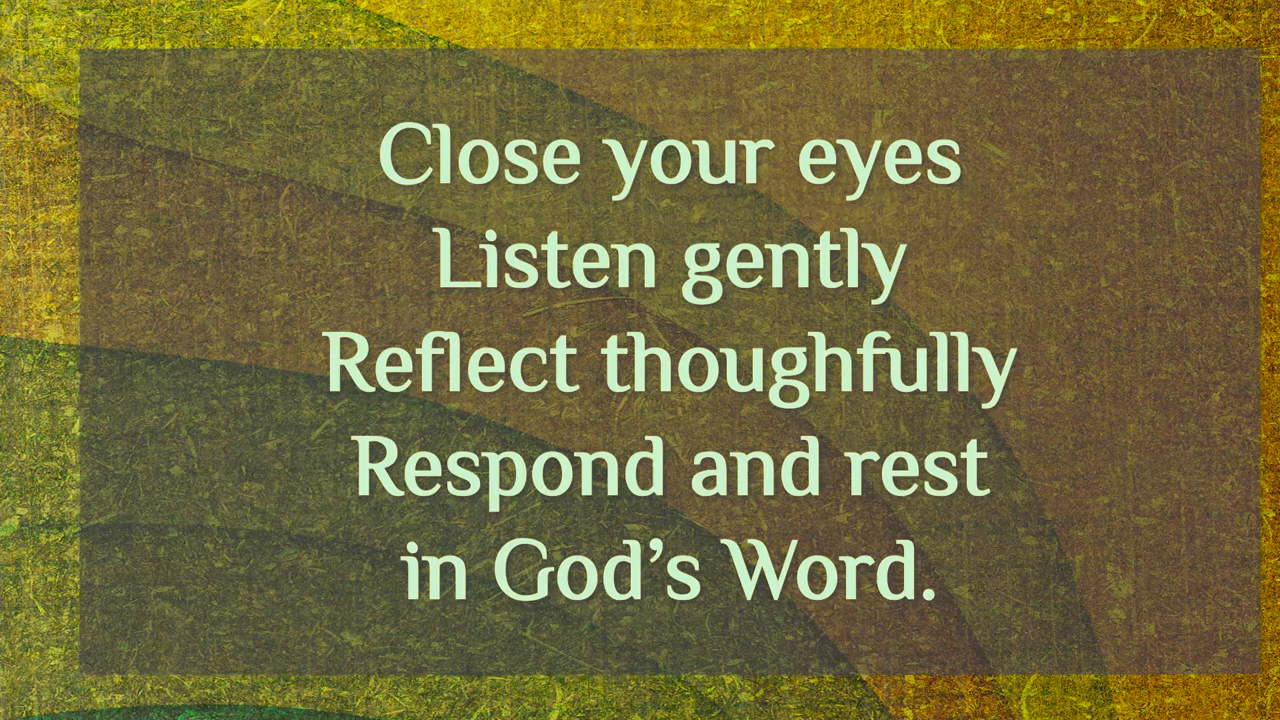 Close your eyes
Listen gently
Reflect thoughfully
Respond and rest
in God’s Word.